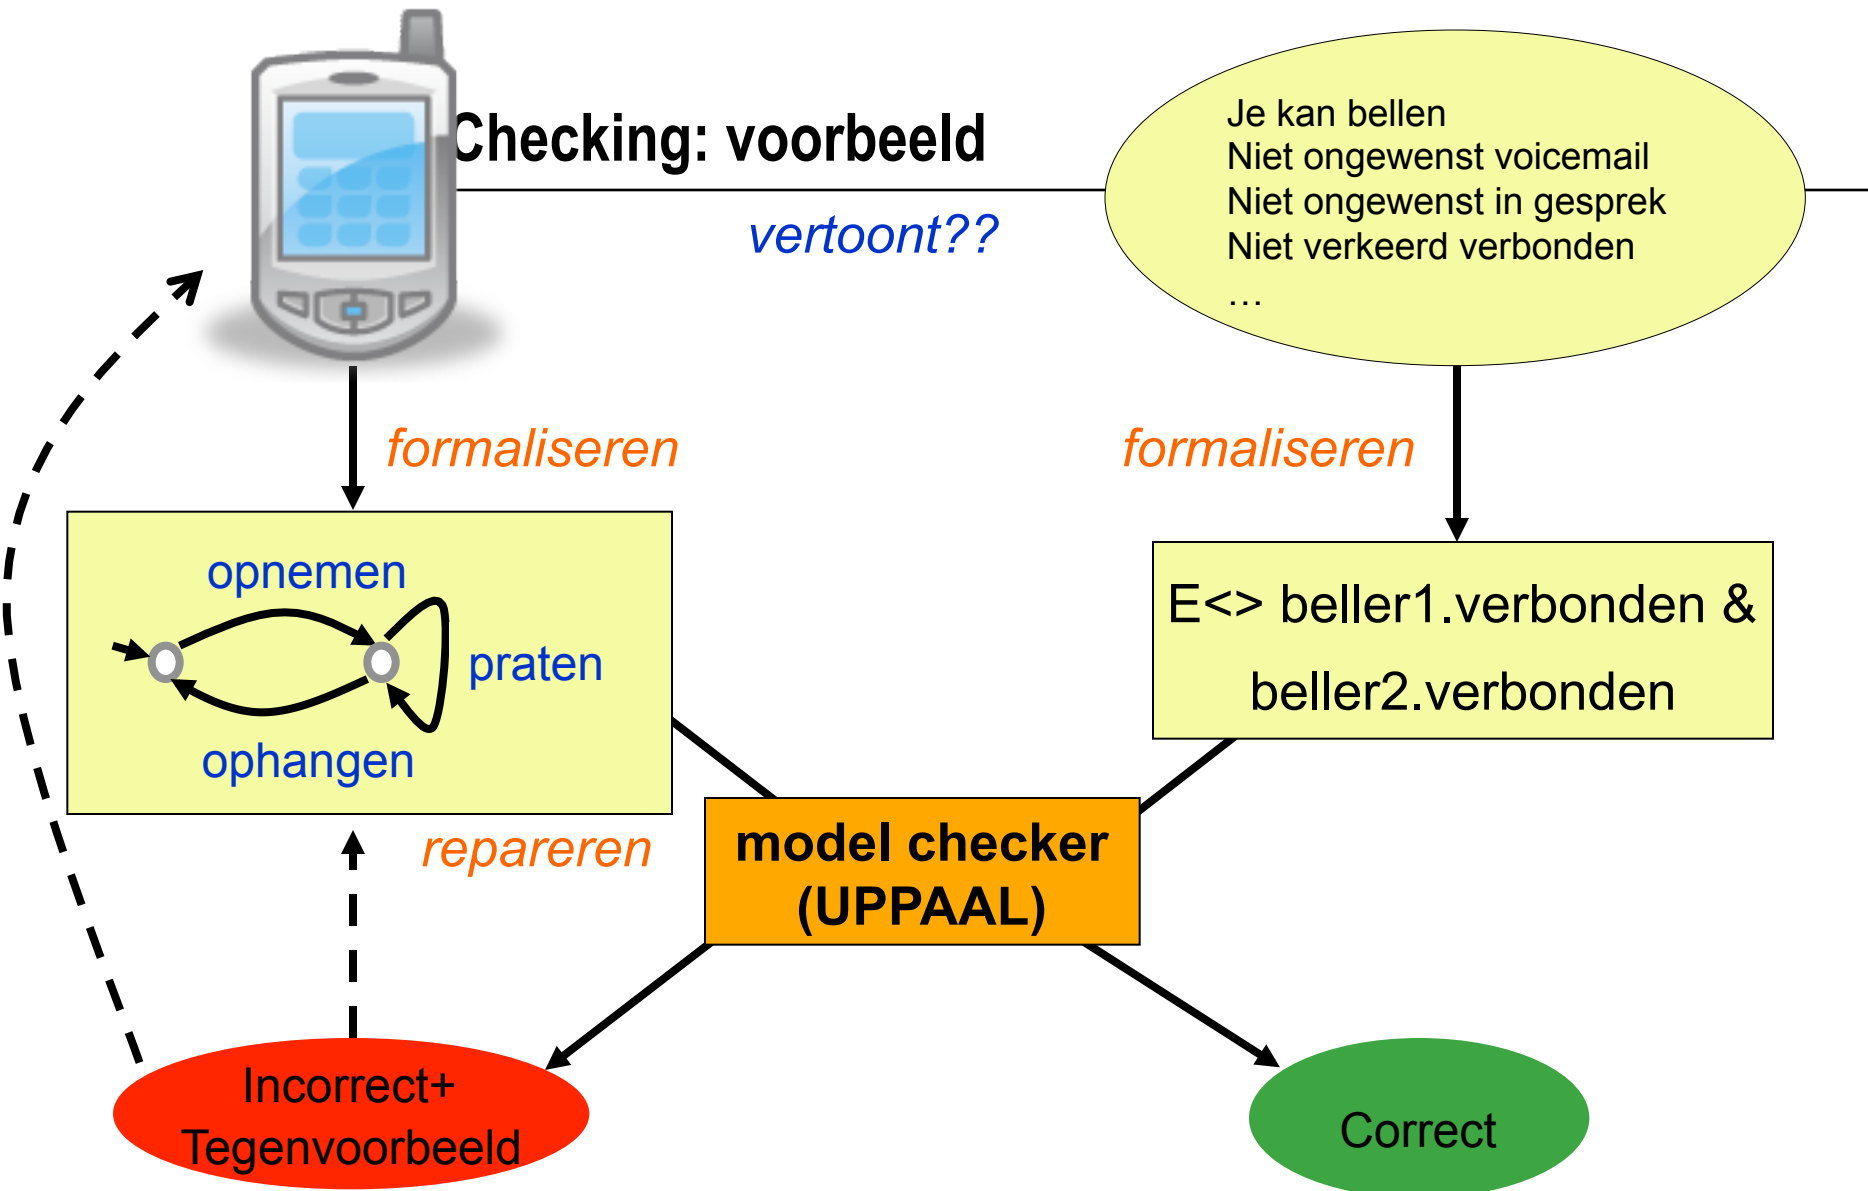 Checking: voorbeeld
Je kan bellen
Niet ongewenst voicemail
Niet ongewenst in gesprek
Niet verkeerd verbonden
…
vertoont??
formaliseren
formaliseren
opnemen
praten
ophangen
E<> beller1.verbonden &
beller2.verbonden
repareren
model checker
(UPPAAL)
Incorrect+
Tegenvoorbeeld
Correct